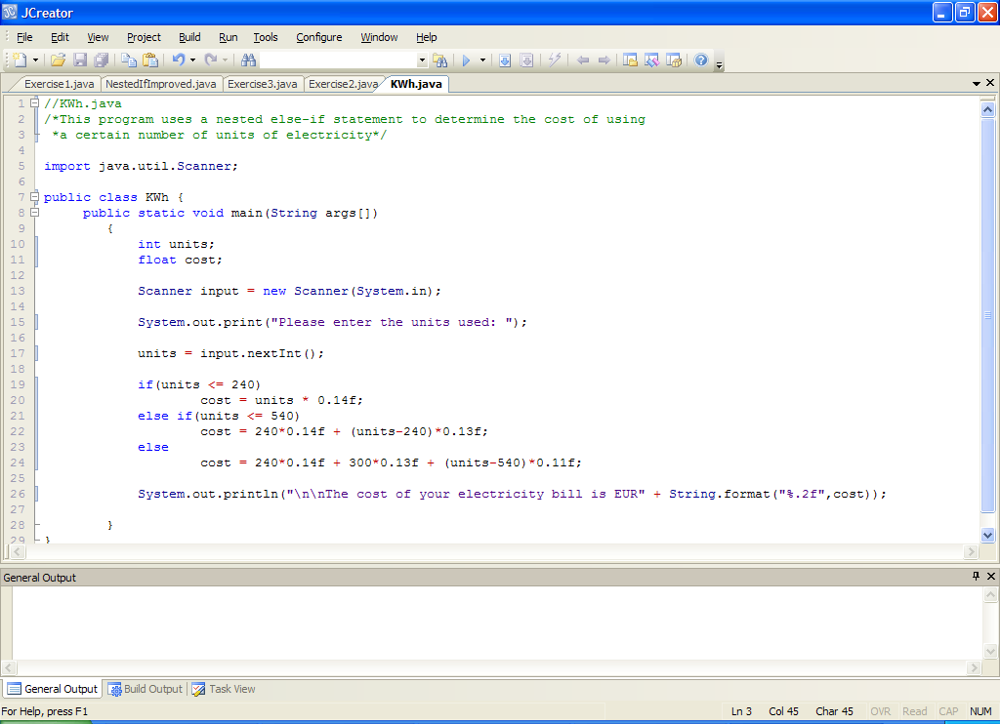 JCreator
File Edit View Project Build Run Tools Configure Window Help
Exercise1.java NestedIfImproved.java Exercise3.java Exercise2.java KWh.java
1 //KWh.java
2 /*This program uses a nested else-if statement to determine the cost of using
3 *a certain number of units of electricity*/
4
5 import java.util.Scanner;
6
7 public class KWh {
8 public static void main(String args[])
9 {
10 int units;
11 float cost;
12
13 Scanner input = new Scanner(System.in);
14
15 System.out.print("Please enter the units used: ");
16
17 units = input.nextInt();
18
19 if(units <= 240)
20 cost = units * 0.14f;
21 else if(units <= 540)
22 cost = 240*0.14f + (units-240)*0.13f;
23 else
24 cost = 240*0.14f + 300*0.13f + (units-540)*0.11f;
25
26 System.out.println("\n\nThe cost of your electricity bill is EUR" + String.format("%.2f",cost));
27
28 }
29 }
General Output
General Output Build Output Task View
For Help, press F1 Ln 3 Col 45 Char 45 OVR Read CAP NUM